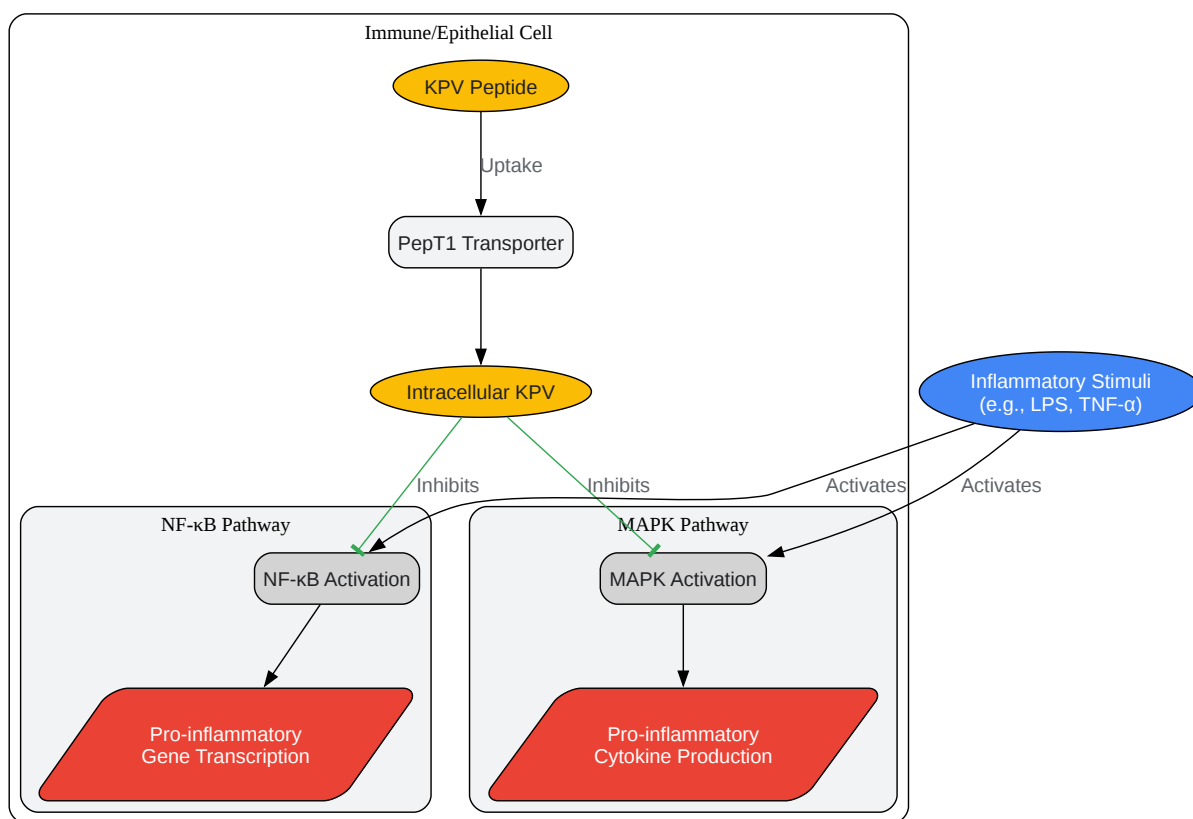 Immune/Epithelial Cell
KPV Peptide
Uptake
PepT1 Transporter
Intracellular KPV
Inflammatory Stimuli
(e.g., LPS, TNF-α)
Inhibits
Inhibits
Activates
Activates
NF-κB Pathway
MAPK Pathway
NF-κB Activation
MAPK Activation
Pro-inflammatory
Gene Transcription
Pro-inflammatory
Cytokine Production